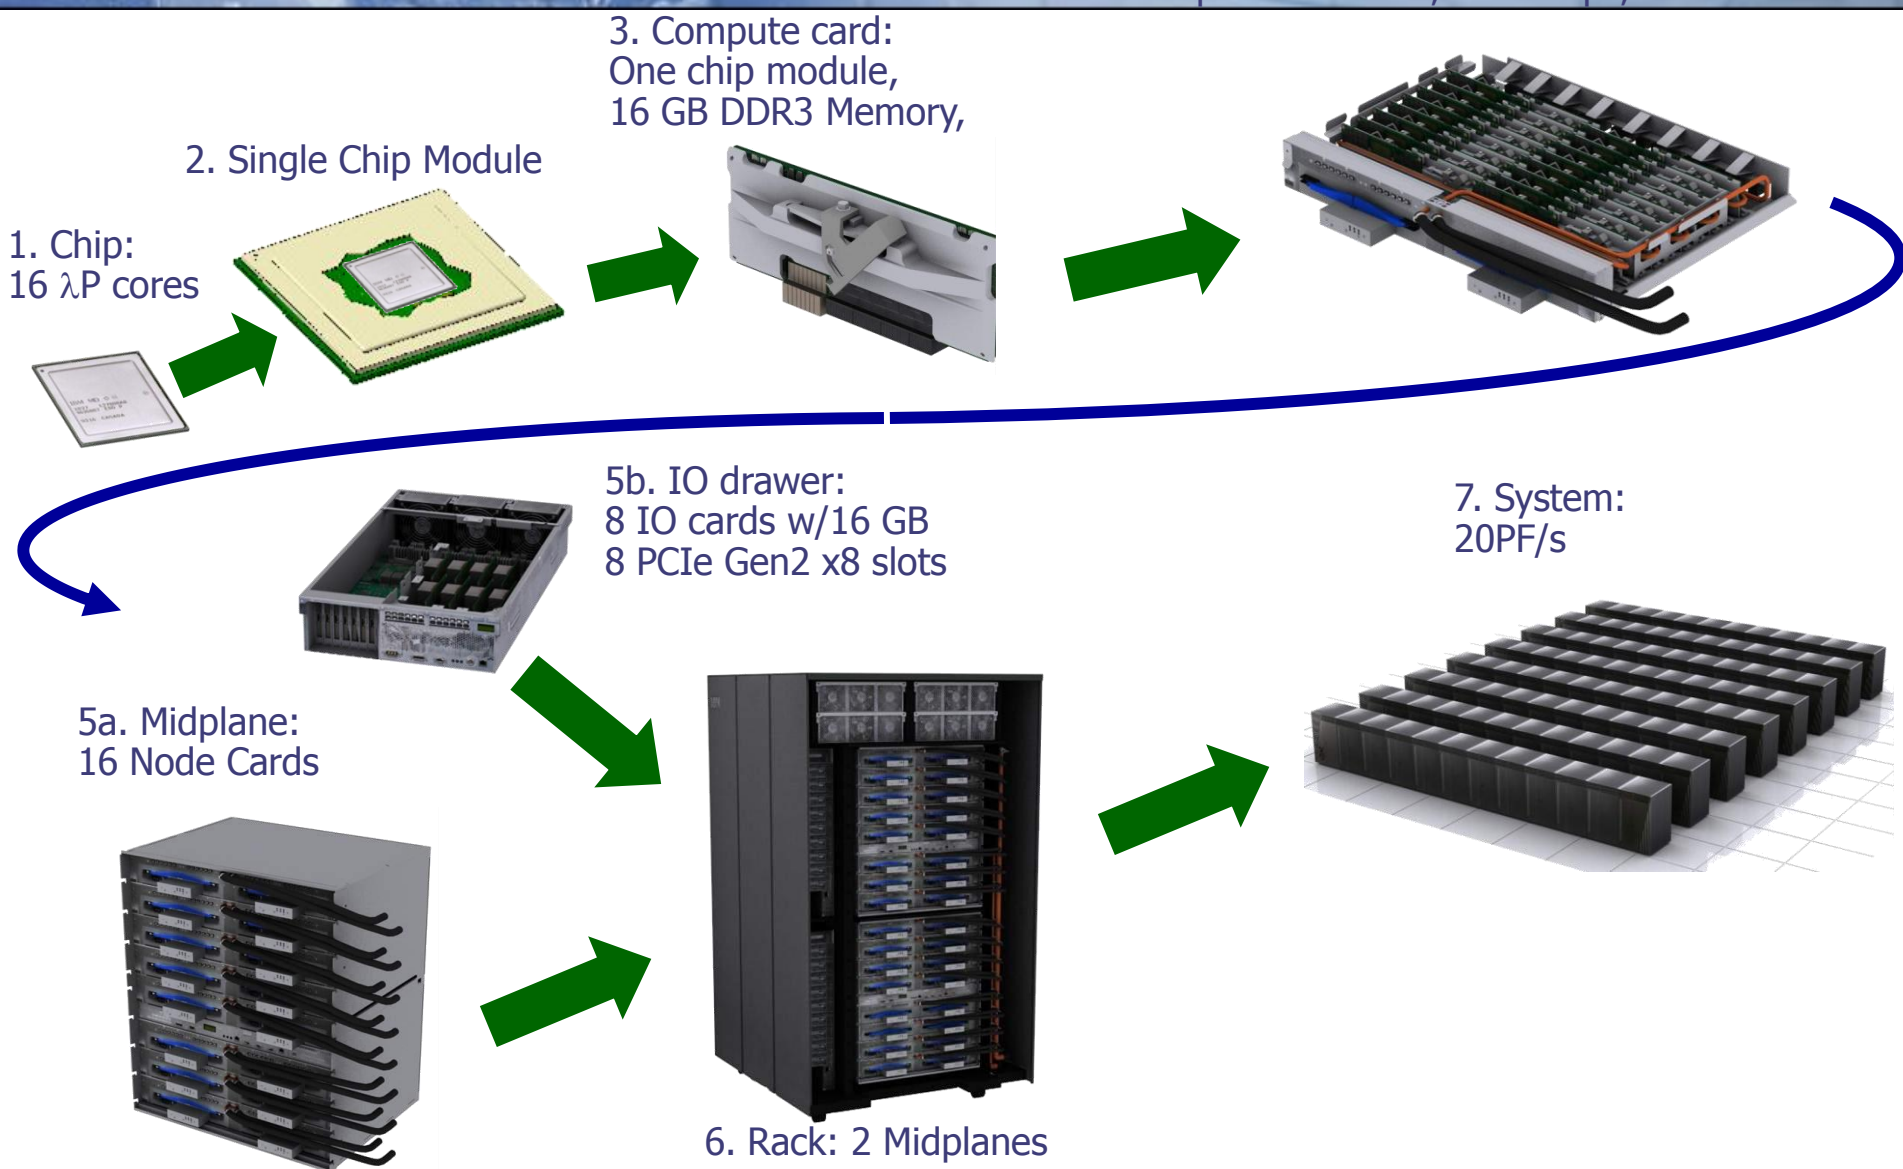 3. Compute card:
One chip module,
16 GB DDR3 Memory,
2. Single Chip Module
1. Chip:
16 λP cores
5b. IO drawer:
8 IO cards w/16 GB
8 PCIe Gen2 x8 slots
7. System:
20PF/s
5a. Midplane:
16 Node Cards
6. Rack: 2 Midplanes